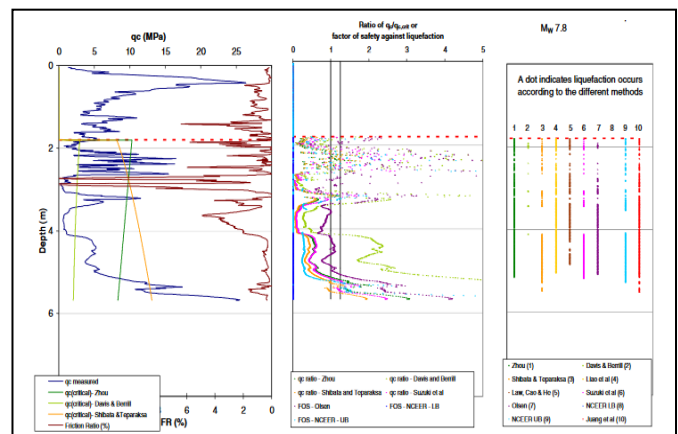 qc (MPa)
0 5 10 15 20 25
0
2
4
6
Depth (m)
qc measured
qc(critical)- Zhou
qc(critical)-Davis & Berrill
qc(critical)- Shibata &Teparaksa
Friction Ratio (%)
FR (%)
8 6 4 2 0
Ratio of qc/qc,crit or
factor of safety against liquefaction
0 1 2 3 4 5
qc ratio - Zhou
qc ratio - Davis and Berrill
qc ratio - Shibata and Teparaksa
qc ratio - Suzuki et al
FOS - Olsen
FOS - NCEER - LB
FOS - NCEER - UB
MW 7.8
A dot indicates liquefaction occurs
according to the different methods
1 2 3 4 5 6 7 8 9 10
Zhou (1)
Davis & Berrill (2)
Shibata & Teparaksa (3)
Liao et al (4)
Law, Cao & He (5)
Suzuki et al (6)
Olsen (7)
NCEER LB (8)
NCEER UB (9)
Juang et al (10)